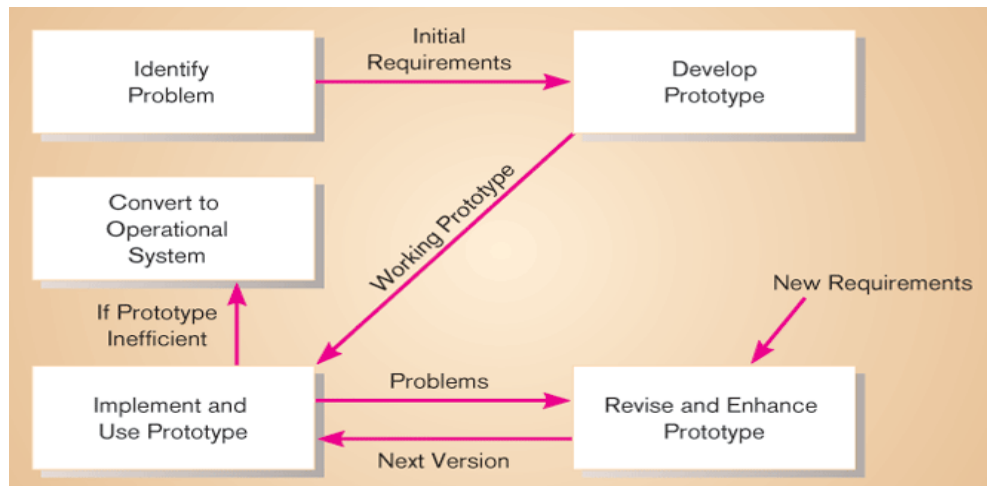 Identify
Problem
Initial
Requirements
Develop
Prototype
Convert to
Operational
System
Working Prototype
New Requirements
If Prototype
Inefficient
Implement and
Use Prototype
Problems
Next Version
Revise and Enhance
Prototype